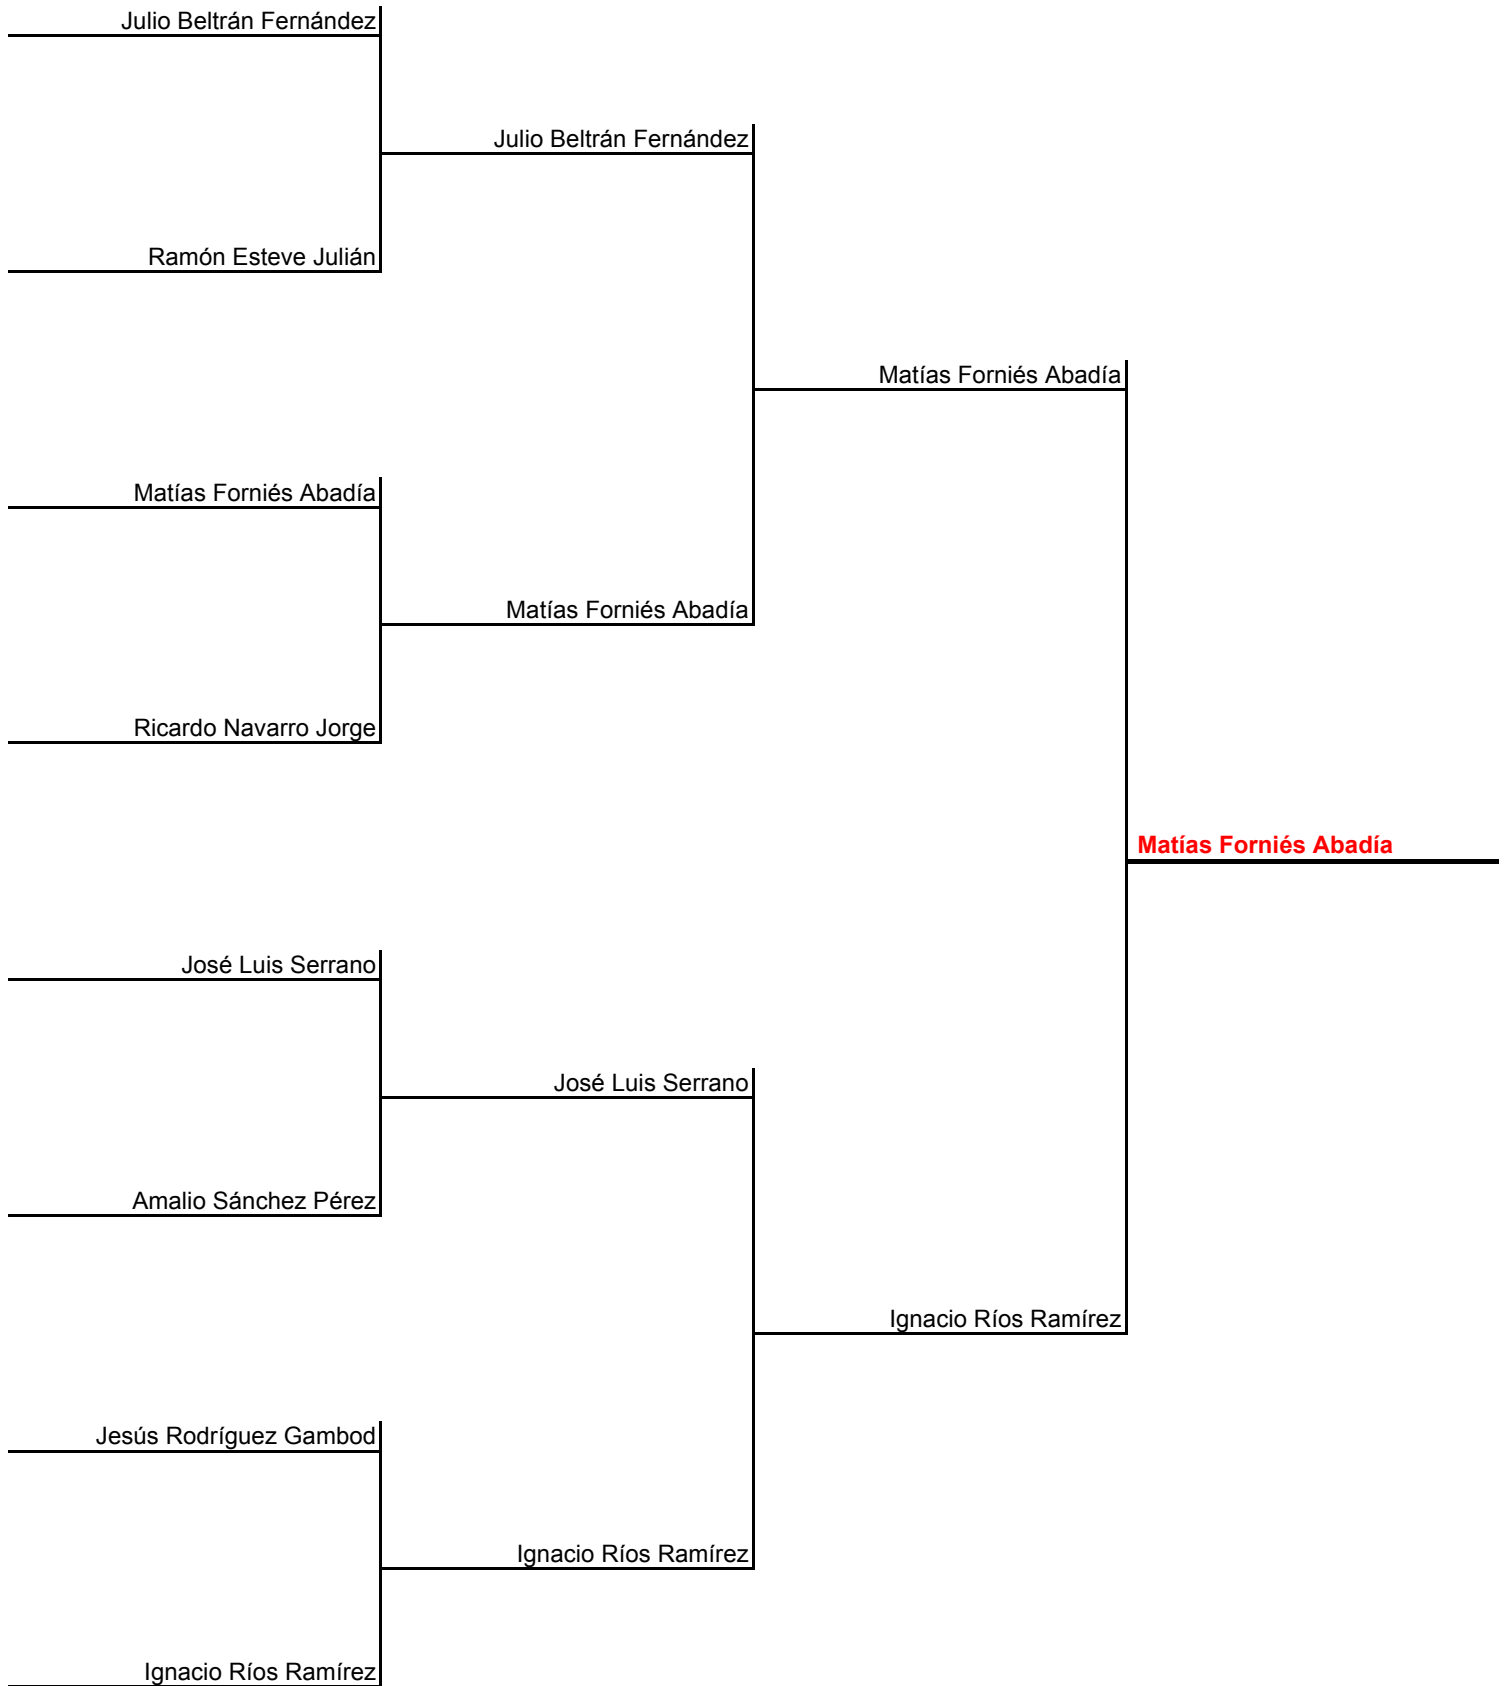 Julio Beltrán Fernández
Julio Beltrán Fernández
Ramón Esteve Julián
Matías Forniés Abadía
Matías Forniés Abadía
Matías Forniés Abadía
Ricardo Navarro Jorge
Matías Forniés Abadía
José Luis Serrano
José Luis Serrano
Amalio Sánchez Pérez
Ignacio Ríos Ramírez
Jesús Rodríguez Gambod
Ignacio Ríos Ramírez
Ignacio Ríos Ramírez